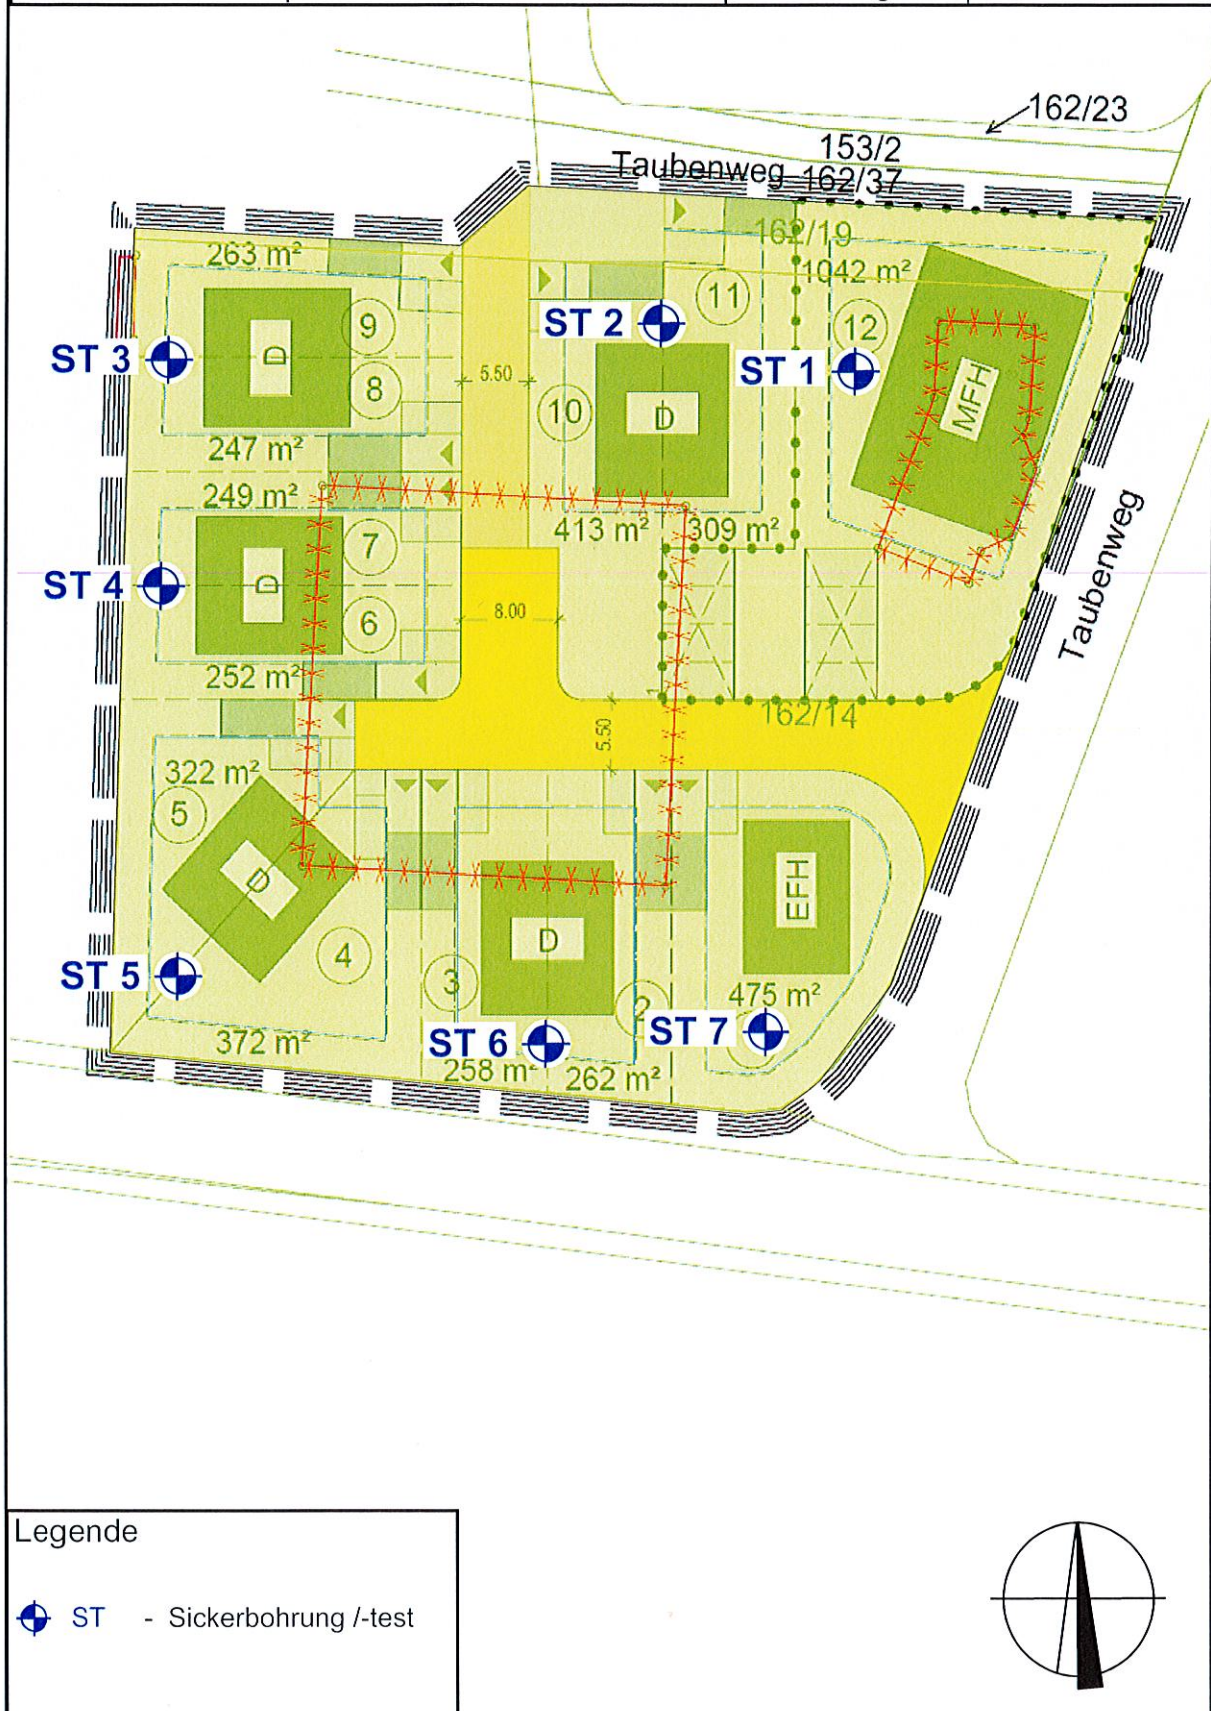 162/23
153/2
Taubenweg 162/37
162/19
263 m²
1042 m²
11
9
12
ST 2
ST 3
ST 1
5.50
8
10
D
D
MFH
247 m²
249 m²
413 m²
309 m²
7
ST 4
D
8.00
6
Taubenweg
252 m²
1
162/14
5.50
322 m²
5
D
EFH
D
4
ST 5
3
475 m²
2
372 m²
ST 6
ST 7
258 m²
262 m²
Legende
ST - Sickerbohrung /-test